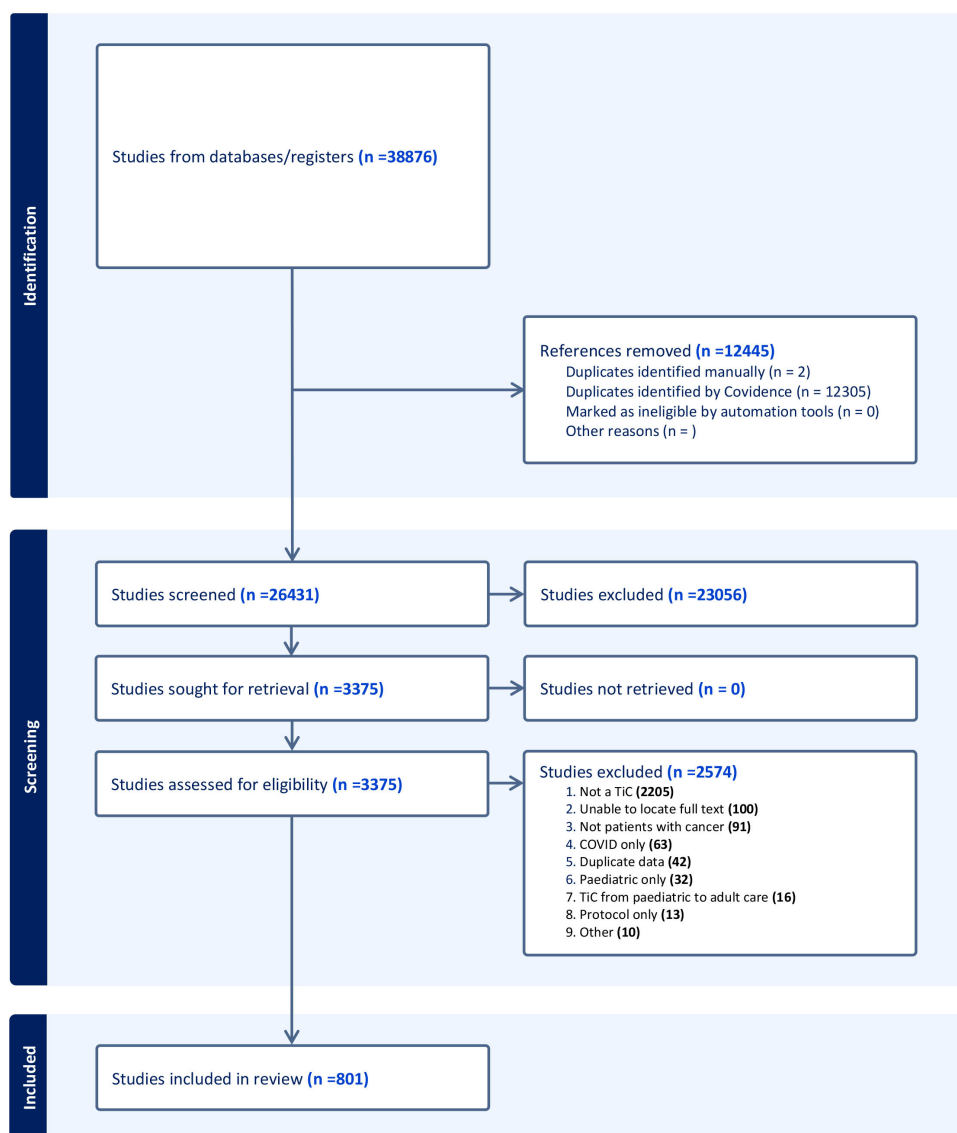 Identification
Studies from databases/registers (n =38876)
References removed (n =12445)
Duplicates identified manually (n = 2)
Duplicates identified by Covidence (n = 12305)
Marked as ineligible by automation tools (n = 0)
Other reasons (n = )
Screening
Studies screened (n =26431)
Studies excluded (n =23056)
Studies sought for retrieval (n =3375)
Studies not retrieved (n = 0)
Studies assessed for eligibility (n =3375)
Studies excluded (n =2574)
1. Not a TiC (2205)
2. Unable to locate full text (100)
3. Not patients with cancer (91)
4. COVID only (63)
5. Duplicate data (42)
6. Paediatric only (32)
7. TiC from paediatric to adult care (16)
8. Protocol only (13)
9. Other (10)
Included
Studies included in review (n =801)